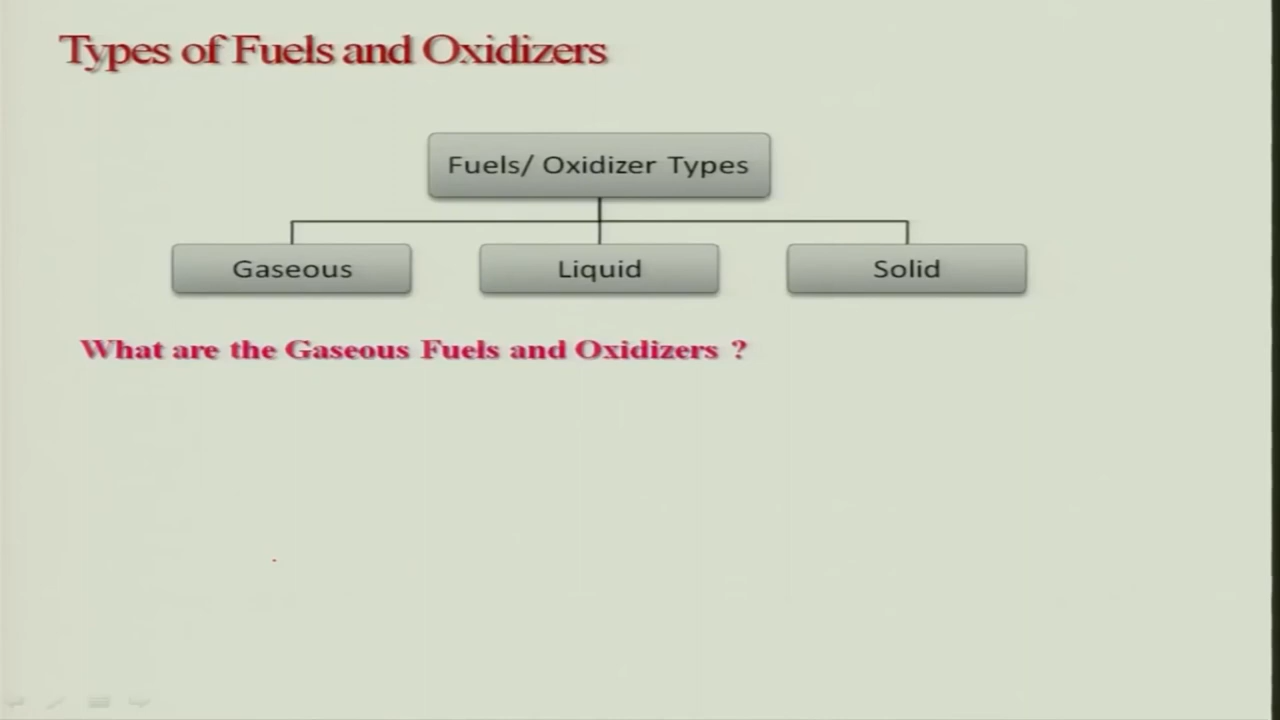 Types of Fuels and Oxidizers
Fuels/ Oxidizer Types
Gaseous
Liquid
Solid
What are the Gaseous Fuels and Oxidizers ?